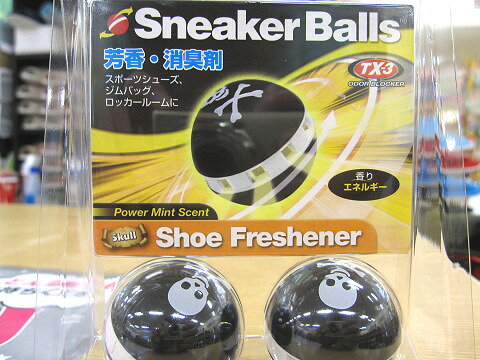 Sneaker Balls
芳香・消臭剤
スポーツシューズ、
ジムバッグ、
ロッカールームに
TX-3
ODOR BLOCKER
香り
エネルギー
Power Mint Scent
skull
Shoe Freshener